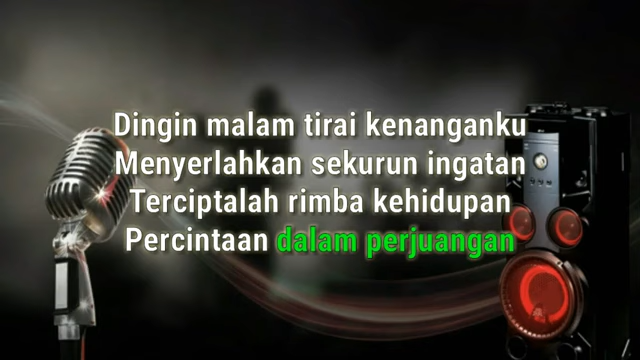 Dingin malam tirai kenanganku
Menyerlahkan sekurun ingatan
Terciptalah rimba kehidupan
Percintaan dalam perjuangan